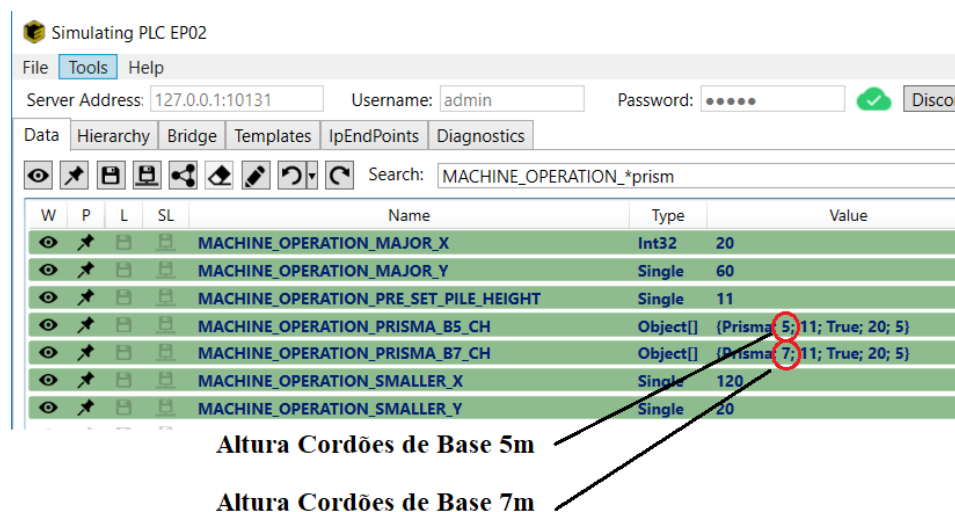 Simulating PLC EP02
File Tools Help
Server Address: 127.0.0.1:10131 Username: admin Password: ●●●●● Disco
Data Hierarchy Bridge Templates IpEndPoints Diagnostics
Search: MACHINE_OPERATION_*prism
W P L SL Name Type Value
MACHINE_OPERATION_MAJOR_X Int32 20
MACHINE_OPERATION_MAJOR_Y Single 60
MACHINE_OPERATION_PRE_SET_PILE_HEIGHT Single 11
MACHINE_OPERATION_PRISMA_B5_CH Object[] {Prisma; 5; 11; True; 20; 5}
MACHINE_OPERATION_PRISMA_B7_CH Object[] {Prisma; 7; 11; True; 20; 5}
MACHINE_OPERATION_SMALLER_X Single 120
MACHINE_OPERATION_SMALLER_Y Single 20
Altura Cordões de Base 5m
Altura Cordões de Base 7m